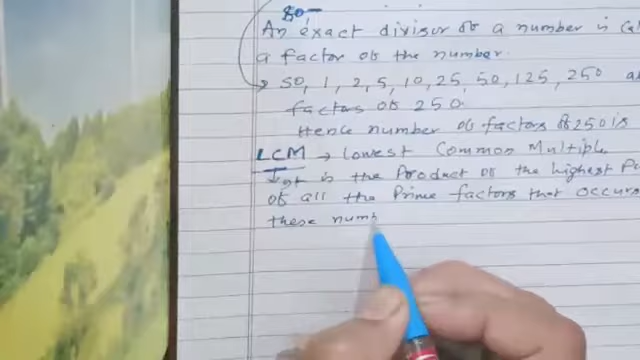 so-
An exact divisor of a number is
a factor of the number.
→ SO, 1, 2, 5, 10, 25, 50, 125, 250
factors of 250.
Hence number of factors of 250 is
LCM → Lowest Common Multiple
It is the Product of the highest
of all the Prime factors that occurs
these numb